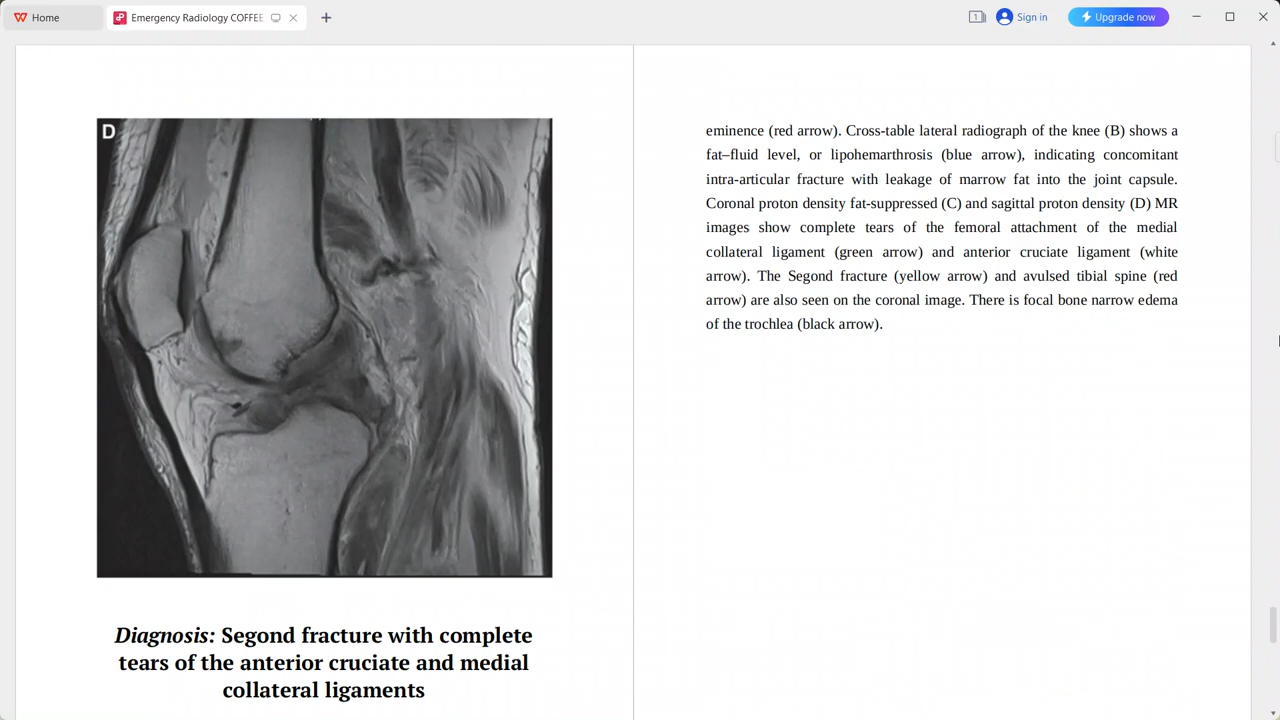 Home
Emergency Radiology COFFEE
1
Sign in
Upgrade now
D
Diagnosis: Segond fracture with complete
tears of the anterior cruciate and medial
collateral ligaments
eminence (red arrow). Cross-table lateral radiograph of the knee (B) shows a
fat–fluid level, or lipohemarthrosis (blue arrow), indicating concomitant
intra-articular fracture with leakage of marrow fat into the joint capsule.
Coronal proton density fat-suppressed (C) and sagittal proton density (D) MR
images show complete tears of the femoral attachment of the medial
collateral ligament (green arrow) and anterior cruciate ligament (white
arrow). The Segond fracture (yellow arrow) and avulsed tibial spine (red
arrow) are also seen on the coronal image. There is focal bone narrow edema
of the trochlea (black arrow).